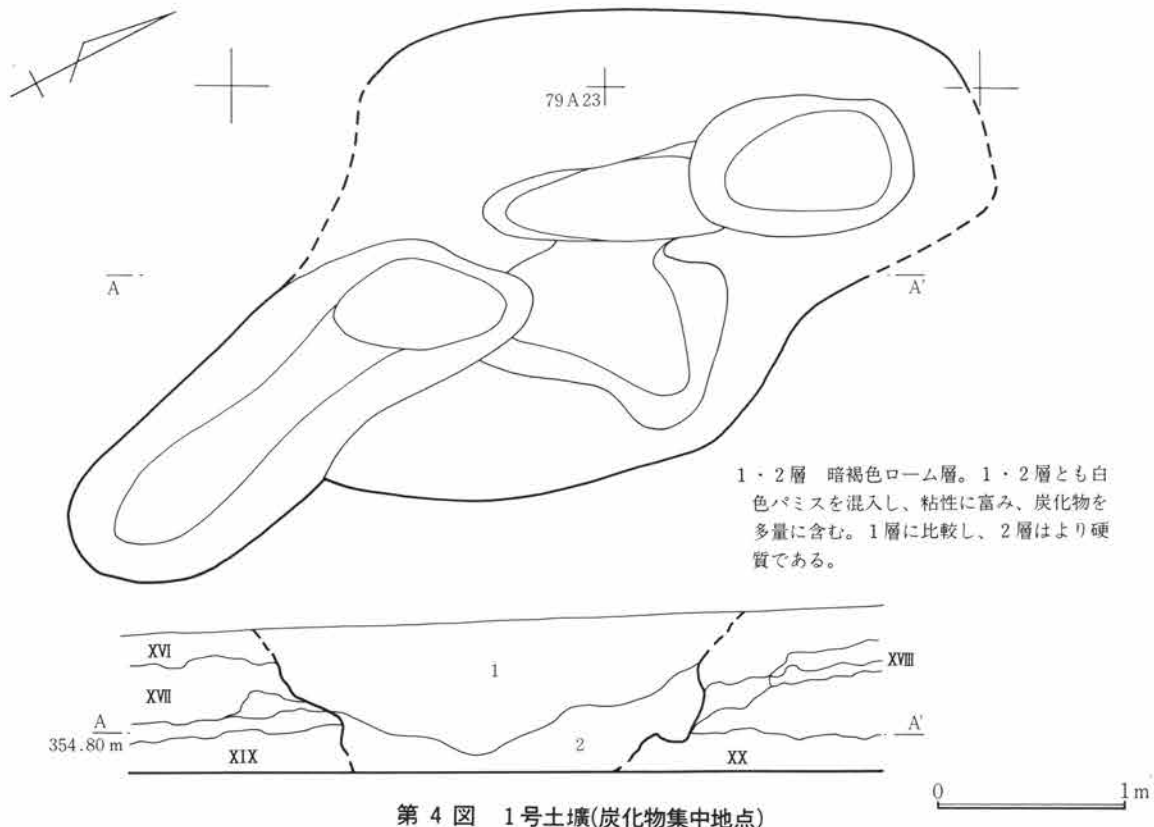 79A23
A
A'
1・2層 暗褐色ローム層。1・2層とも白
色パミスを混入し、粘性に富み、炭化物を
多量に含む。1層に比較し、2層はより硬
質である。
XVI
1
XVIII
XVII
A
A'
354.80m
2
XIX
XX
0
1m
第4図 1号土壙(炭化物集中地点)